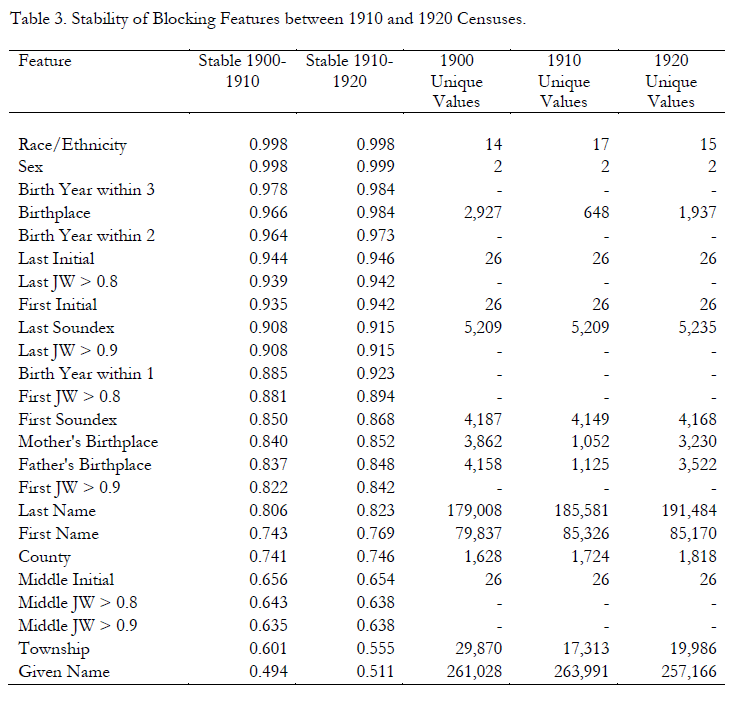 Table 3. Stability of Blocking Features between 1910 and 1920 Censuses.
Feature Stable 1900- Stable 1910- 1900 1910 1920
1910 1920 Unique Unique Unique
Values Values Values
Race/Ethnicity 0.998 0.998 14 17 15
Sex 0.998 0.999 2 2 2
Birth Year within 3 0.978 0.984 - - -
Birthplace 0.966 0.984 2,927 648 1,937
Birth Year within 2 0.964 0.973 - - -
Last Initial 0.944 0.946 26 26 26
Last JW > 0.8 0.939 0.942 - - -
First Initial 0.935 0.942 26 26 26
Last Soundex 0.908 0.915 5,209 5,209 5,235
Last JW > 0.9 0.908 0.915 - - -
Birth Year within 1 0.885 0.923 - - -
First JW > 0.8 0.881 0.894 - - -
First Soundex 0.850 0.868 4,187 4,149 4,168
Mother's Birthplace 0.840 0.852 3,862 1,052 3,230
Father's Birthplace 0.837 0.848 4,158 1,125 3,522
First JW > 0.9 0.822 0.842 - - -
Last Name 0.806 0.823 179,008 185,581 191,484
First Name 0.743 0.769 79,837 85,326 85,170
County 0.741 0.746 1,628 1,724 1,818
Middle Initial 0.656 0.654 26 26 26
Middle JW > 0.8 0.643 0.638 - - -
Middle JW > 0.9 0.635 0.638 - - -
Township 0.601 0.555 29,870 17,313 19,986
Given Name 0.494 0.511 261,028 263,991 257,166